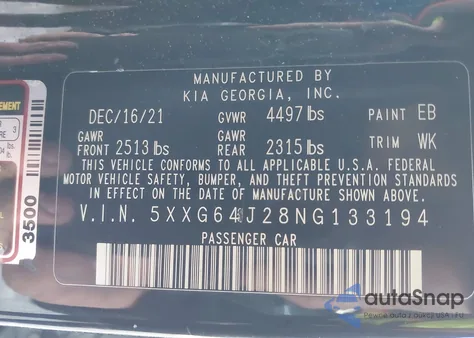 MANUFACTURED BY
KIA GEORGIA, INC.
DEC/16/21 GVWR 4497 lbs PAINT EB
GAWR GAWR
FRONT 2513 lbs REAR 2315 lbs TRIM WK
THIS VEHICLE CONFORMS TO ALL APPLICABLE U.S.A. FEDERAL
MOTOR VEHICLE SAFETY, BUMPER, AND THEFT PREVENTION STANDARDS
IN EFFECT ON THE DATE OF MANUFACTURE SHOWN ABOVE.
V.I.N. 5XXG64J28NG133194
PASSENGER CAR
3500
autoSnap